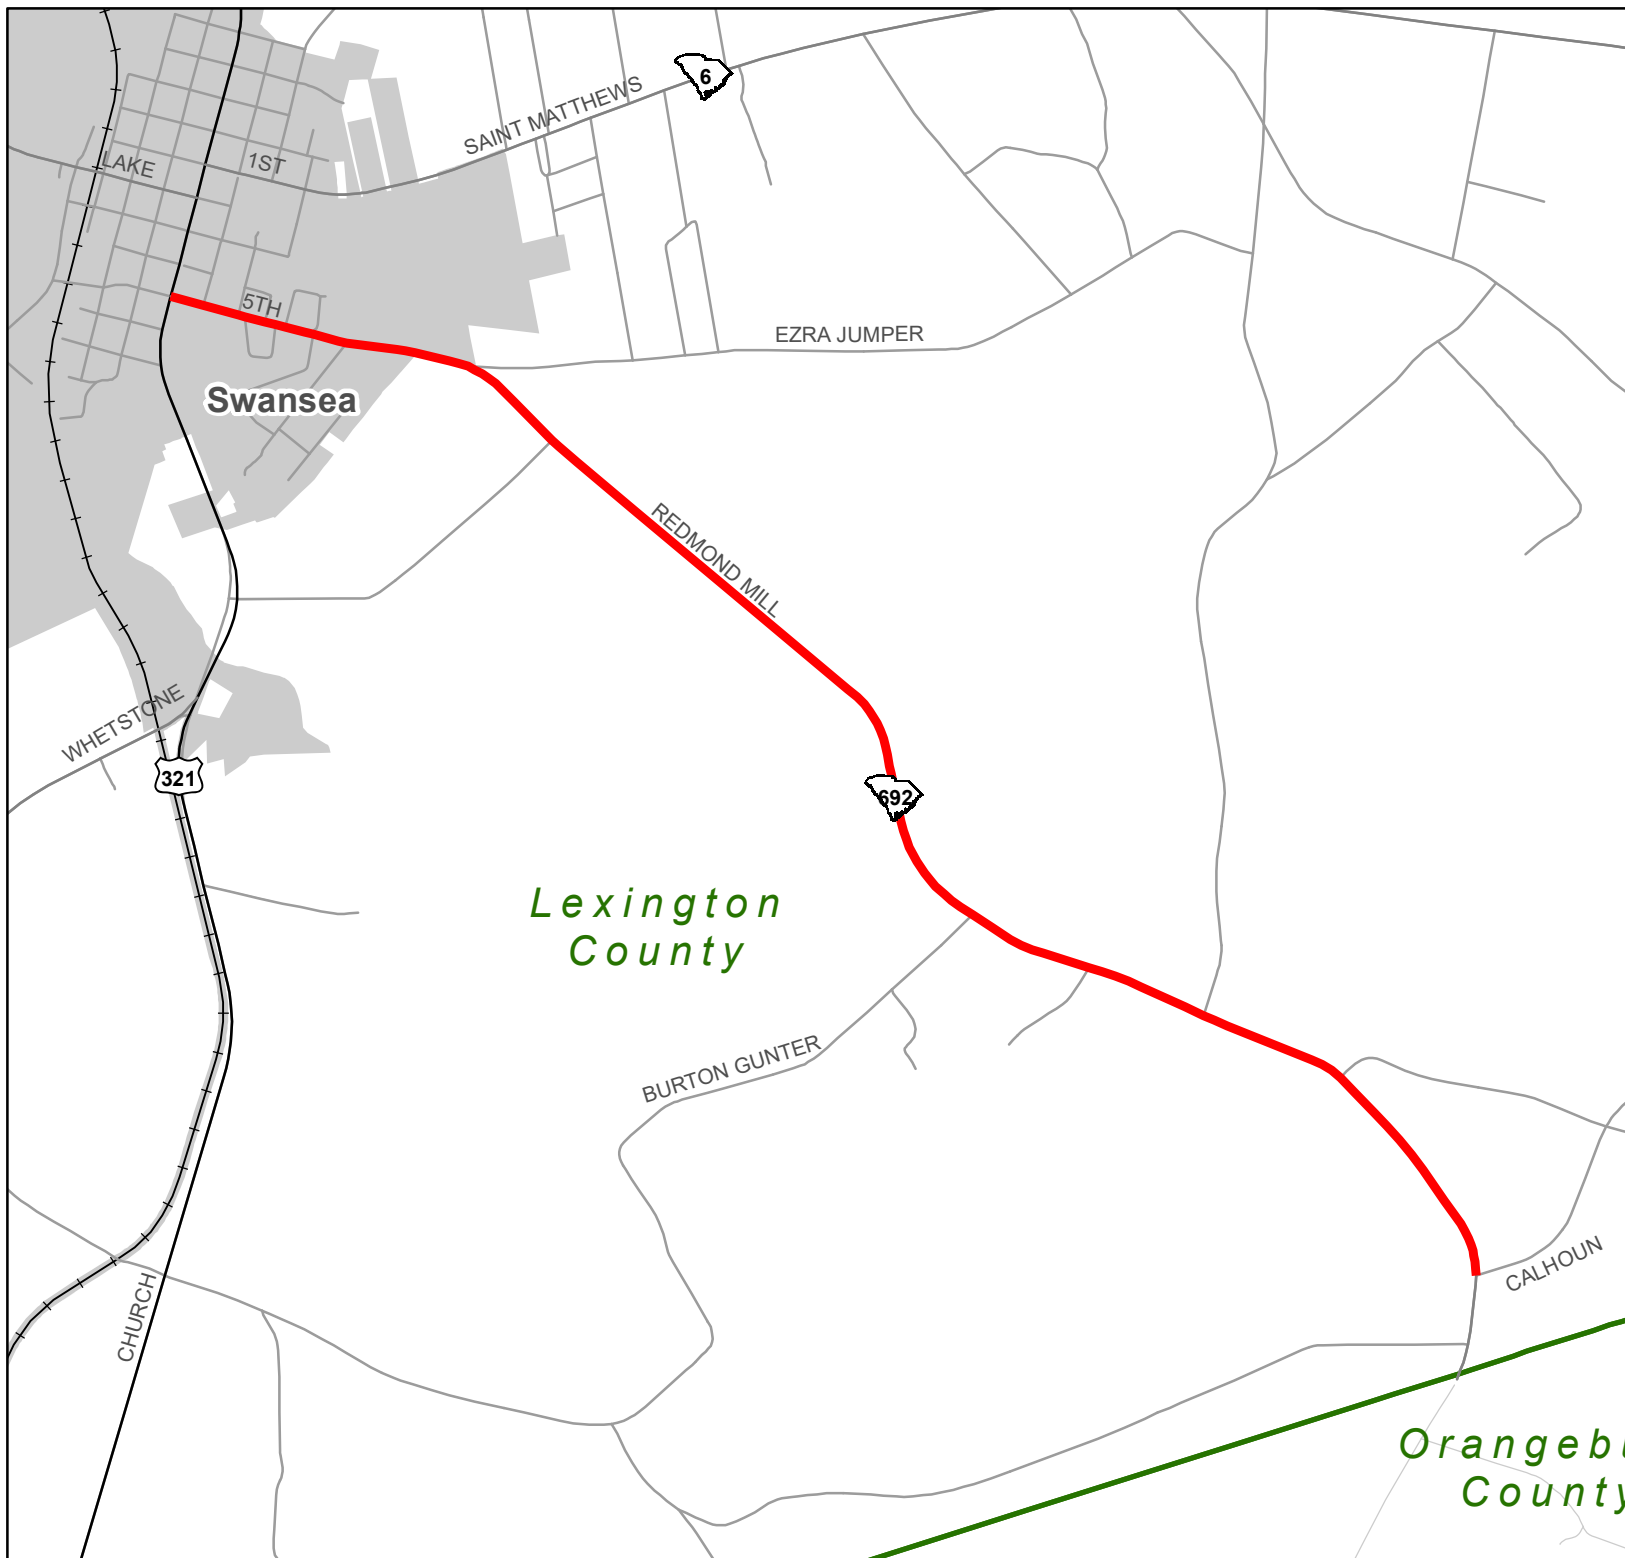 6
SAINT MATTHEWS
LAKE
1ST
5TH
EZRA JUMPER
Swansea
REDMOND MILL
WHETSTONE
321
692
Lexington
County
BURTON GUNTER
CALHOUN
CHURCH
Orangebu
County